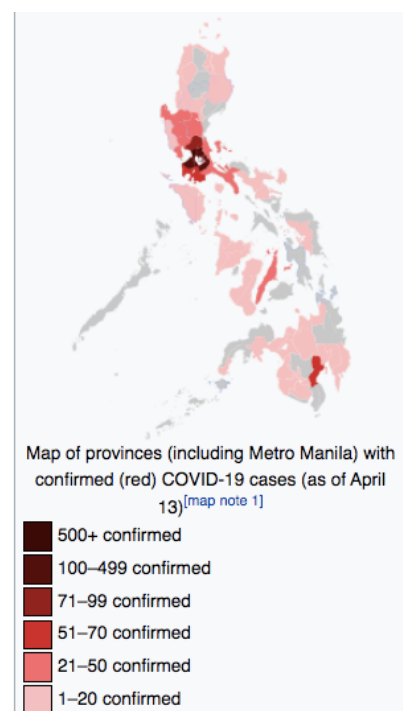 Map of provinces (including Metro Manila) with
confirmed (red) COVID-19 cases (as of April
13)[map note 1]
500+ confirmed
100–499 confirmed
71–99 confirmed
51–70 confirmed
21–50 confirmed
1–20 confirmed